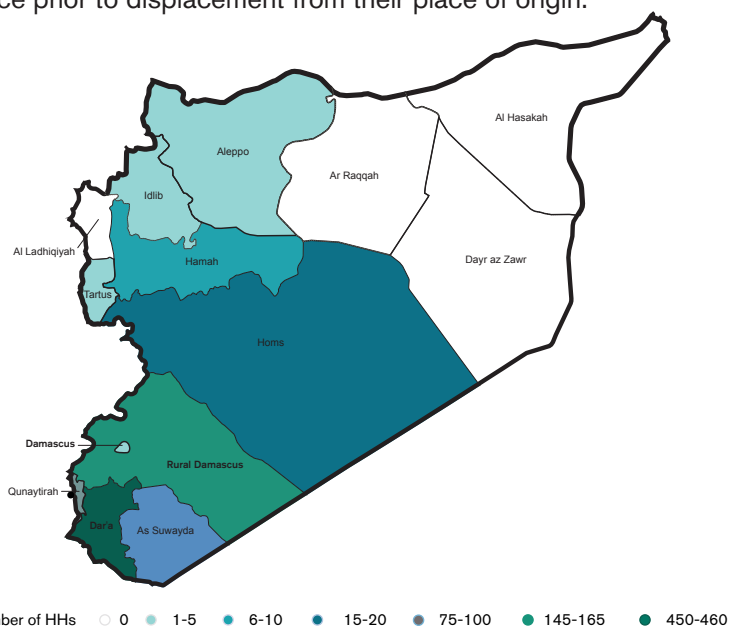 ce prior to displacement from their place of origin.
Al Hasakah
Aleppo
Ar Raqqah
Idlib
Al Ladhiqiyah
Hamah
Dayr az Zawr
Tartus
Homs
Damascus
Rural Damascus
Qunaytirah
Dar'a
As Suwayda
ber of HHs 0 1-5 6-10 15-20 75-100 145-165 450-460